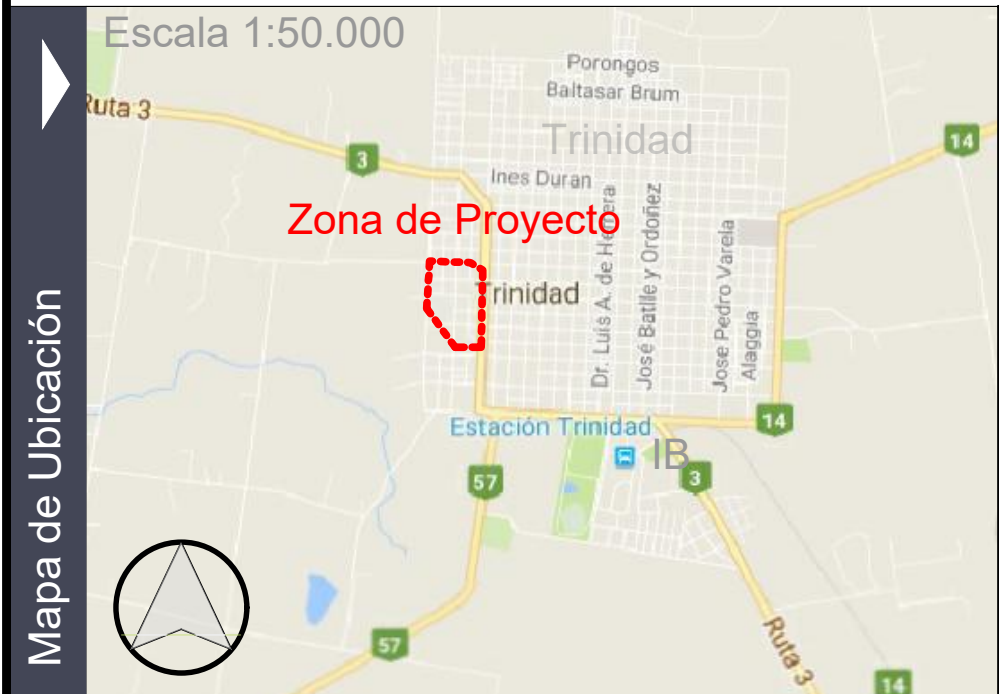 Mapa de Ubicación
Escala 1:50.000
Porongos
Baltasar Brum
Ruta 3
Trinidad
14
3
Ines Duran
Zona de Proyecto
Dr. Luis A. de Herrera
José Batlle y Ordoñez
Jose Pedro Varela
Alaggia
Trinidad
Estación Trinidad
14
IB
57
3
57
Ruta 3
14